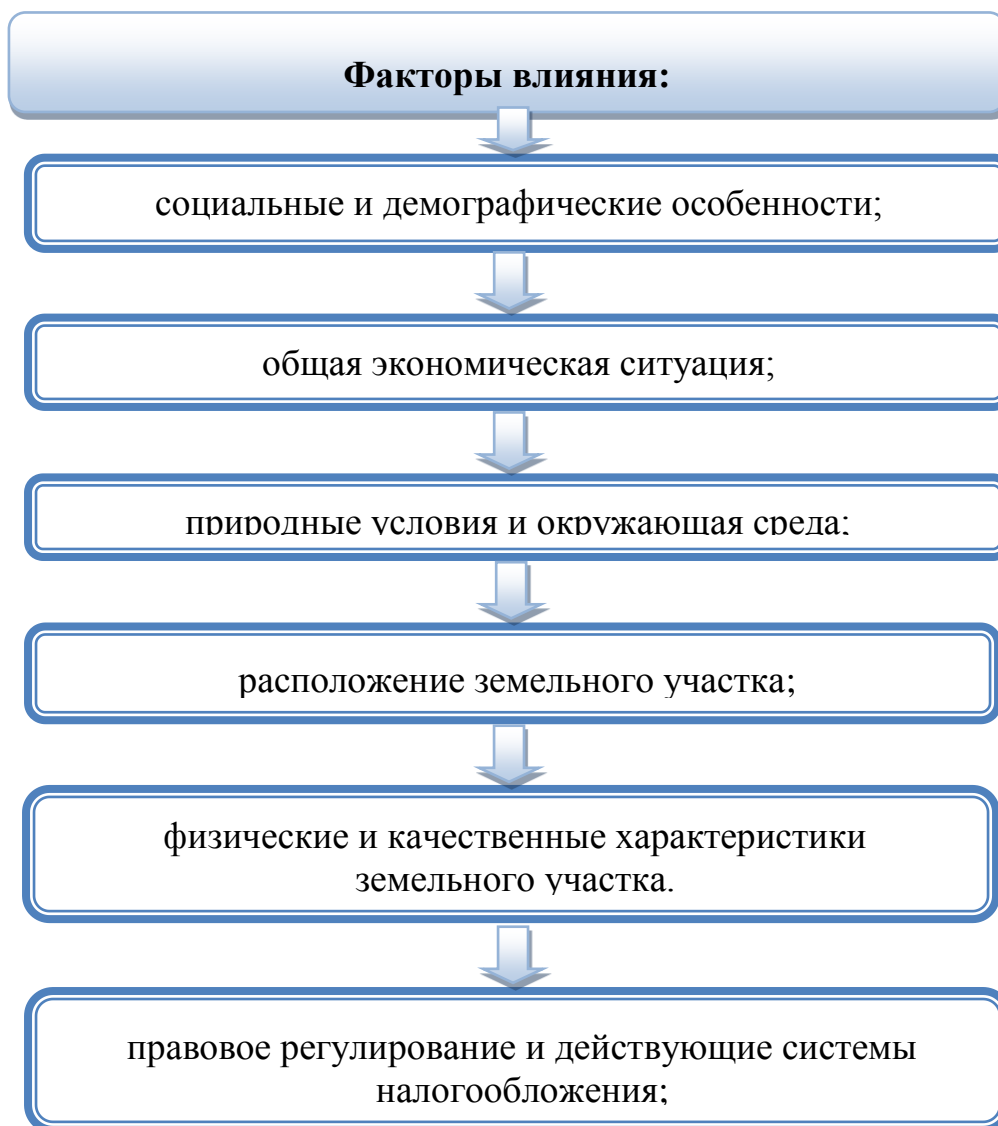 Факторы влияния:
социальные и демографические особенности;
общая экономическая ситуация;
природные условия и окружающая среда;
расположение земельного участка;
физические и качественные характеристики
земельного участка.
правовое регулирование и действующие системы
налогообложения;